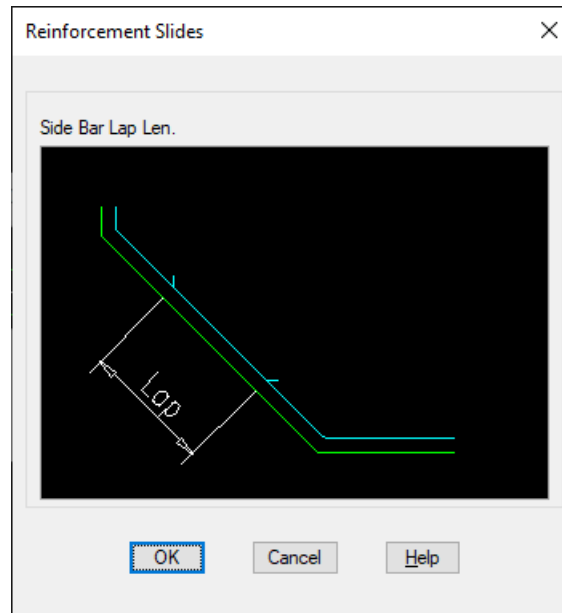 Reinforcement Slides
Side Bar Lap Len.
Lap
OK
Cancel
Help